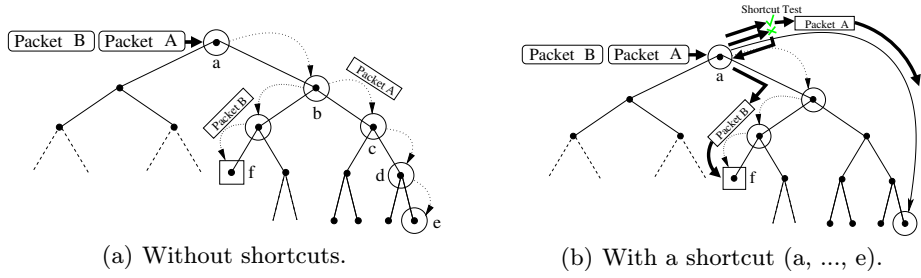 Shortcut Test
Packet B
Packet A
Packet A
Packet B
Packet A
a
a
Packet A
Packet B
b
Packet B
c
f
d
f
e
(a) Without shortcuts.
(b) With a shortcut (a, ..., e).